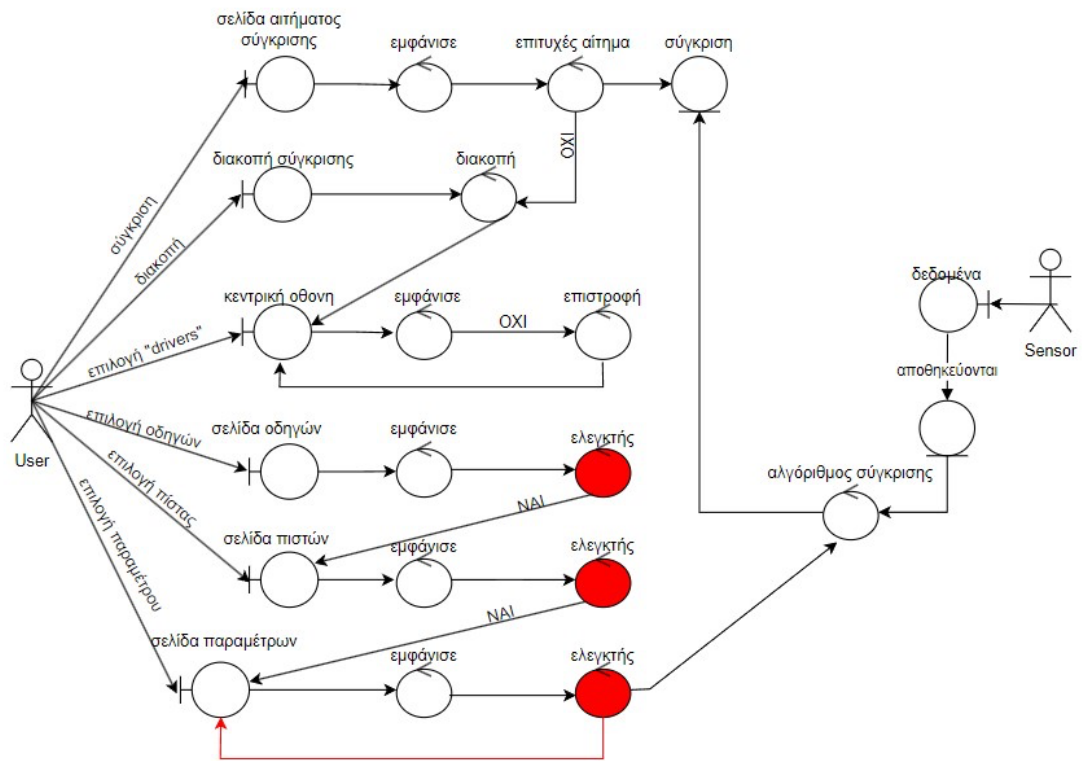 σελίδα αιτήματος
σύγκρισης
εμφάνισε
επιτυχές αίτημα
σύγκριση
ΟΧΙ
διακοπή σύγκρισης
διακοπή
σύγκριστη
διακοπή
κεντρική οθονη
εμφάνισε
ΟΧΙ
επιστροφή
δεδομένα
Sensor
επιλογή "drivers"
αποθηκεύονται
User
επιλογή οδηγών
σελίδα οδηγών
εμφάνισε
ελεγκτής
επιλογή πίστας
ΝΑΙ
αλγόριθμος σύγκρισης
επιλογή παραμέτρου
σελίδα πιστών
εμφάνισε
ελεγκτής
ΝΑΙ
σελίδα παραμέτρων
εμφάνισε
ελεγκτής